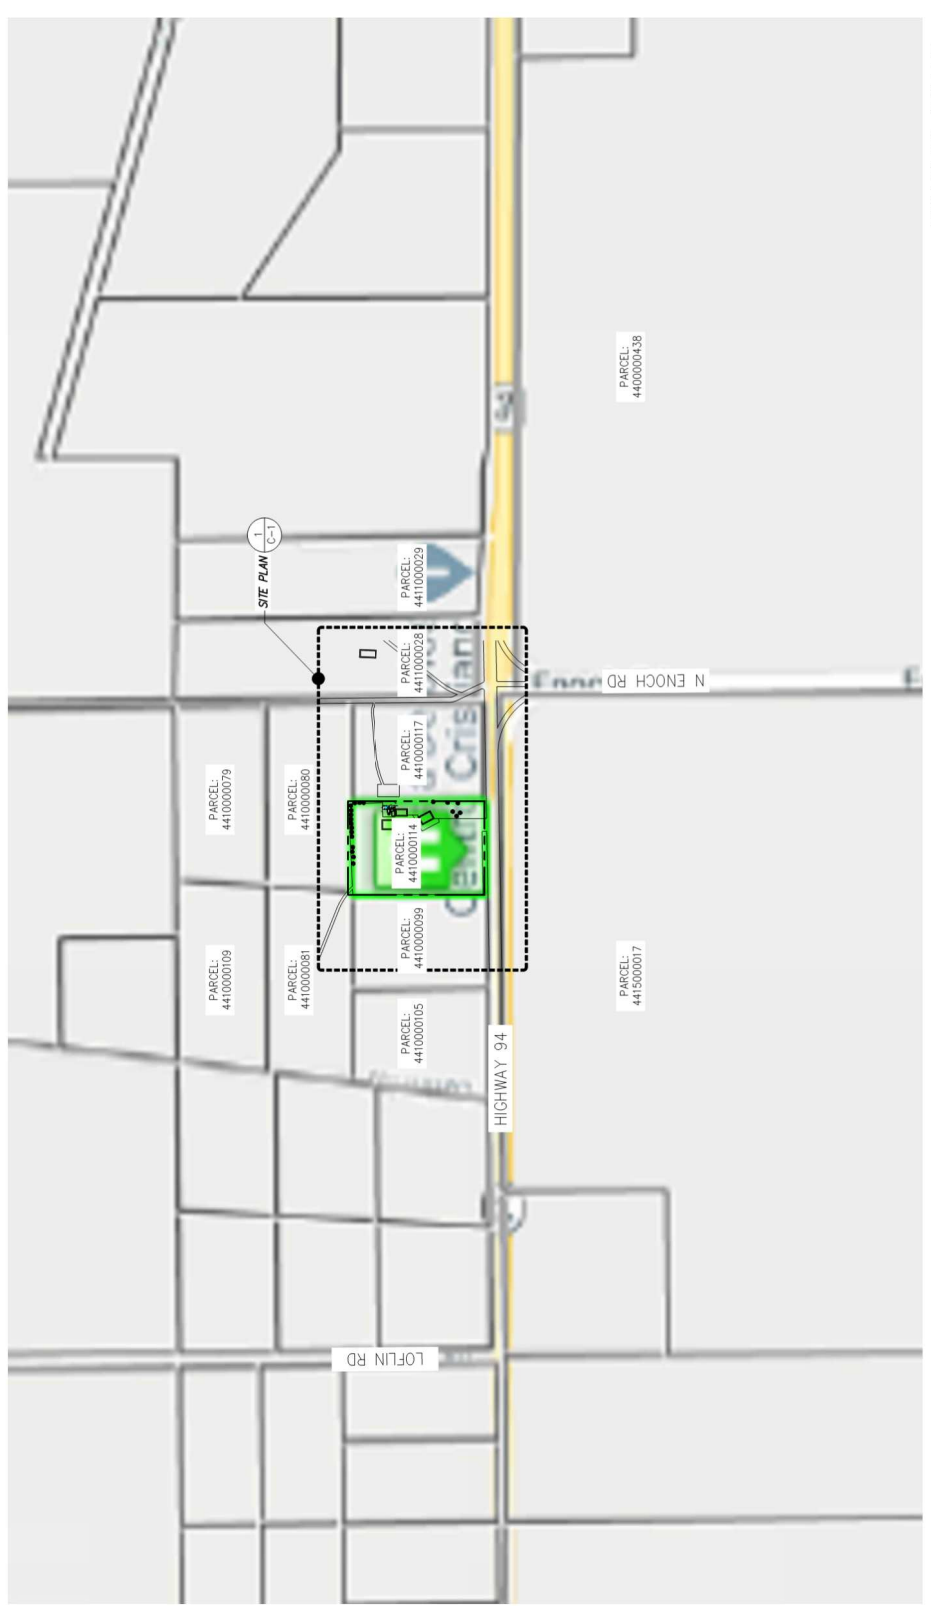 SITE PLAN
1
C-1
PARCEL:
4411000029
PARCEL:
4411000028
PARCEL:
4410000117
PARCEL:
4410000079
PARCEL:
4410000080
PARCEL:
4410000114
PARCEL:
4410000099
PARCEL:
4410000109
PARCEL:
4410000081
PARCEL:
4410000105
PARCEL:
4400000438
PARCEL:
4415000017
N ENOCH RD
HIGHWAY 94
LOFLIN RD
94